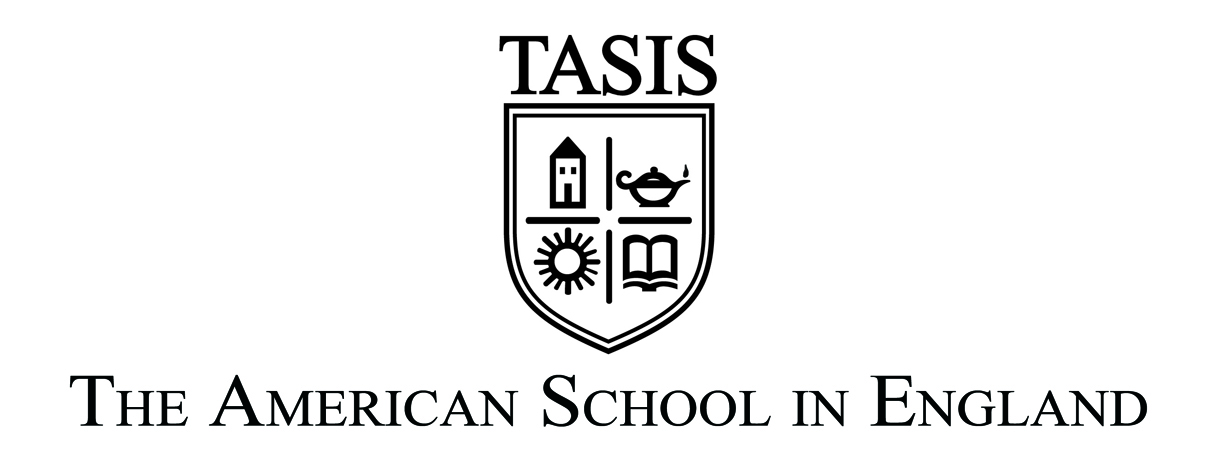 TASIS
THE AMERICAN SCHOOL IN ENGLAND